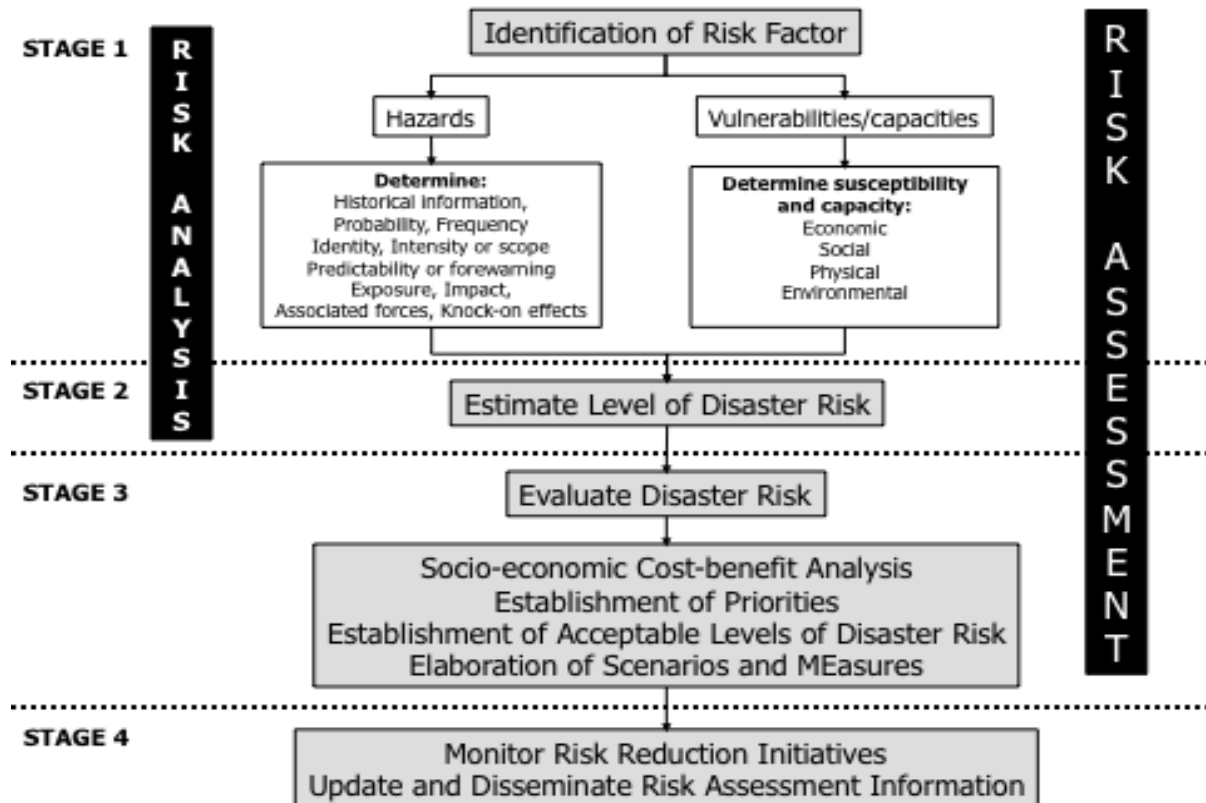 STAGE 1
RISK ANALYSIS
RISK ASSESSMENT
Identification of Risk Factor
Hazards
Vulnerabilities/capacities
Determine:
Historical information,
Probability, Frequency
Identity, Intensity or scope
Predictability or forewarning
Exposure, Impact,
Associated forces, Knock-on effects
Determine susceptibility
and capacity:
Economic
Social
Physical
Environmental
STAGE 2
Estimate Level of Disaster Risk
STAGE 3
Evaluate Disaster Risk
Socio-economic Cost-benefit Analysis
Establishment of Priorities
Establishment of Acceptable Levels of Disaster Risk
Elaboration of Scenarios and MEasures
STAGE 4
Monitor Risk Reduction Initiatives
Update and Disseminate Risk Assessment Information